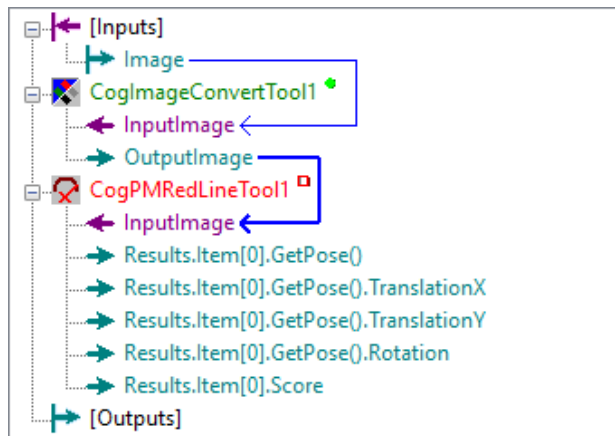 [Inputs]
Image
CogImageConvertTool1
InputImage
OutputImage
CogPMRedLineTool1
InputImage
Results.Item[0].GetPose()
Results.Item[0].GetPose().TranslationX
Results.Item[0].GetPose().TranslationY
Results.Item[0].GetPose().Rotation
Results.Item[0].Score
[Outputs]